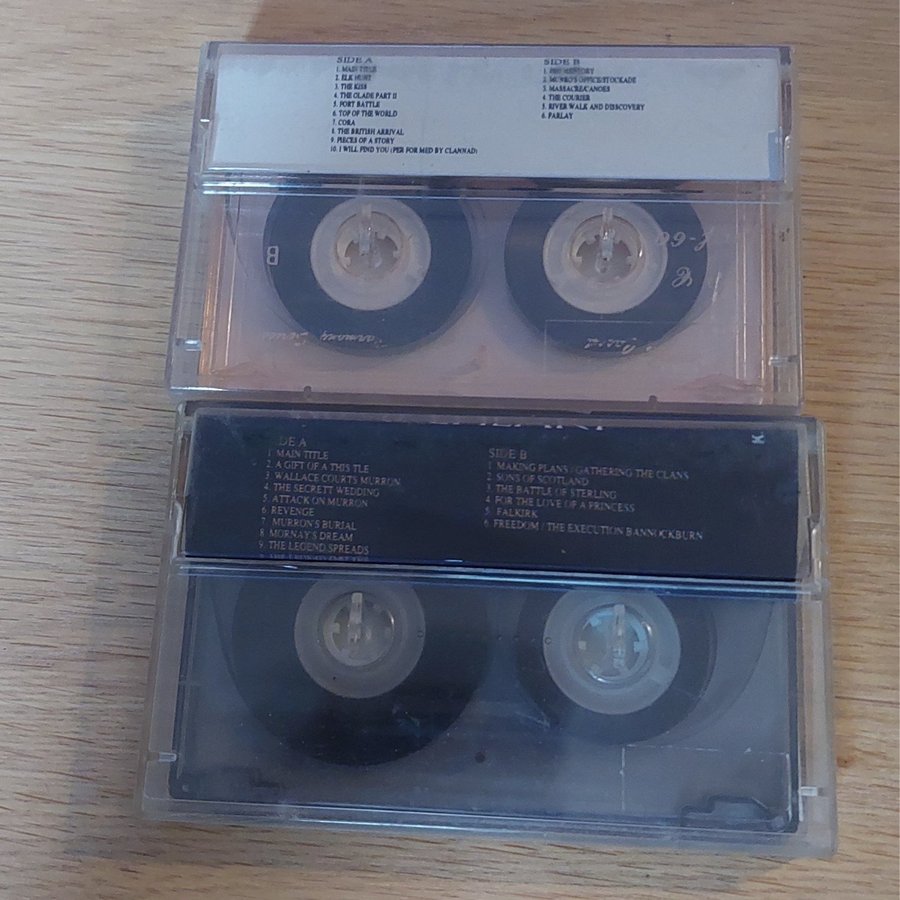 SIDE A
1. MAIN TITLE
2. ELK HUNT
3. THE KISS
4. THE GLADE PART II
5. FORT BATTLE
6. TOP OF THE WORLD
7. CORA
8. THE BRITISH ARRIVAL
9. PIECES OF A STORY
10. I WILL FIND YOU (PER FOR MED BY CLANNAD)
SIDE B
1.
2. MUNRO'S OFFICE/STOCKADE
3. MASSACRE/CANOES
4. THE COURIER
5. RIVER WALK AND DISSCOVERY
6. PARLAY
B
DE A
1. MAIN TITLE
2. A GIFT OF A THIS TLE
3. WALLACE COURTS MURRON
4. THE SECRETT WEDDING
5. ATTACK ON MURRON
6. REVENGE
7. MURRON'S BURIAL
8. MORNAY'S DREAM
9. THE LEGEND SPREADS
SIDE B
1. MAKING PLANS / GATHERING THE CLANS
2. SONS OF SCOTLAND
3. THE BATTLE OF STERLING
4. FOR THE LOVE OF A PRINCESS
5. FALKIRK
6. FREEDOM / THE EXECUTION BANNOCKBURN
K